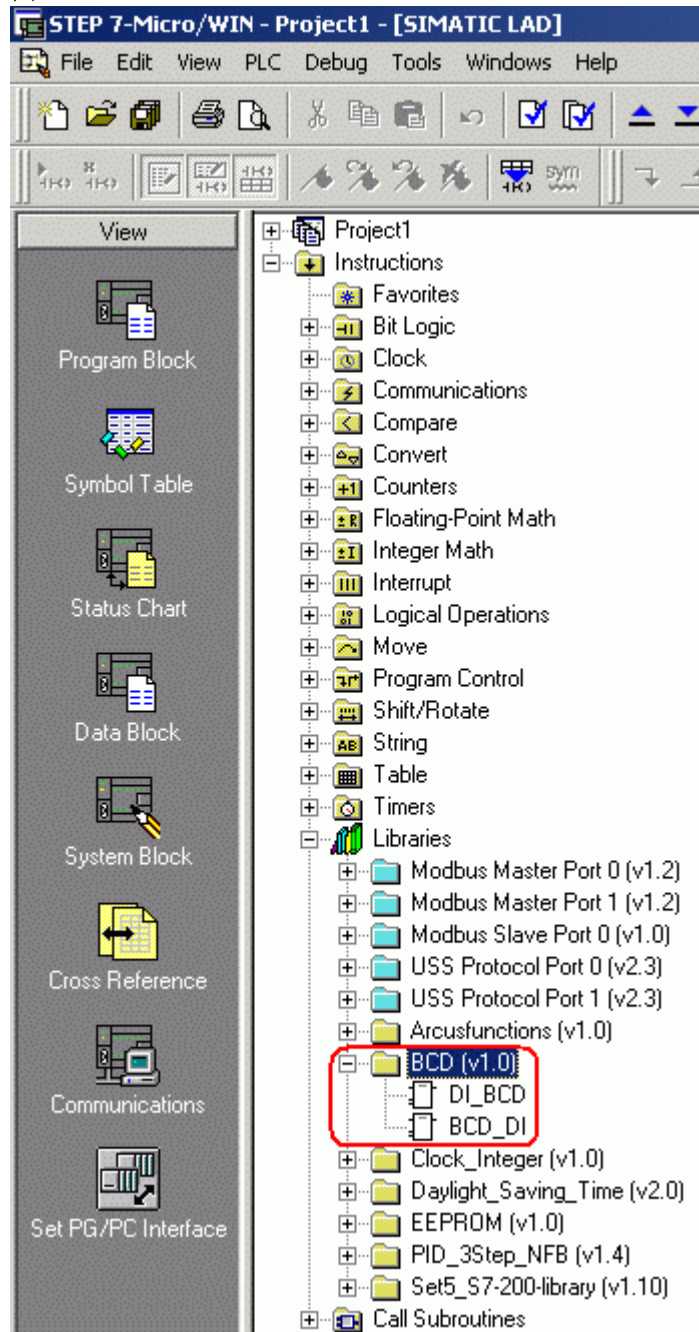 STEP 7-Micro/WIN - Project1 - [SIMATIC LAD]
File Edit View PLC Debug Tools Windows Help
sym
View
Program Block
Symbol Table
Status Chart
Data Block
System Block
Cross Reference
Communications
Set PG/PC Interface
Project1
Instructions
Favorites
Bit Logic
Clock
Communications
Compare
Convert
Counters
Floating-Point Math
Integer Math
Interrupt
Logical Operations
Move
Program Control
Shift/Rotate
String
Table
Timers
Libraries
Modbus Master Port 0 (v1.2)
Modbus Master Port 1 (v1.2)
Modbus Slave Port 0 (v1.0)
USS Protocol Port 0 (v2.3)
USS Protocol Port 1 (v2.3)
Arcusfunctions (v1.0)
BCD (v1.0)
DI_BCD
BCD_DI
Clock_Integer (v1.0)
Daylight_Saving_Time (v2.0)
EEPROM (v1.0)
PID_3Step_NFB (v1.4)
Set5_S7-200-library (v1.10)
Call Subroutines